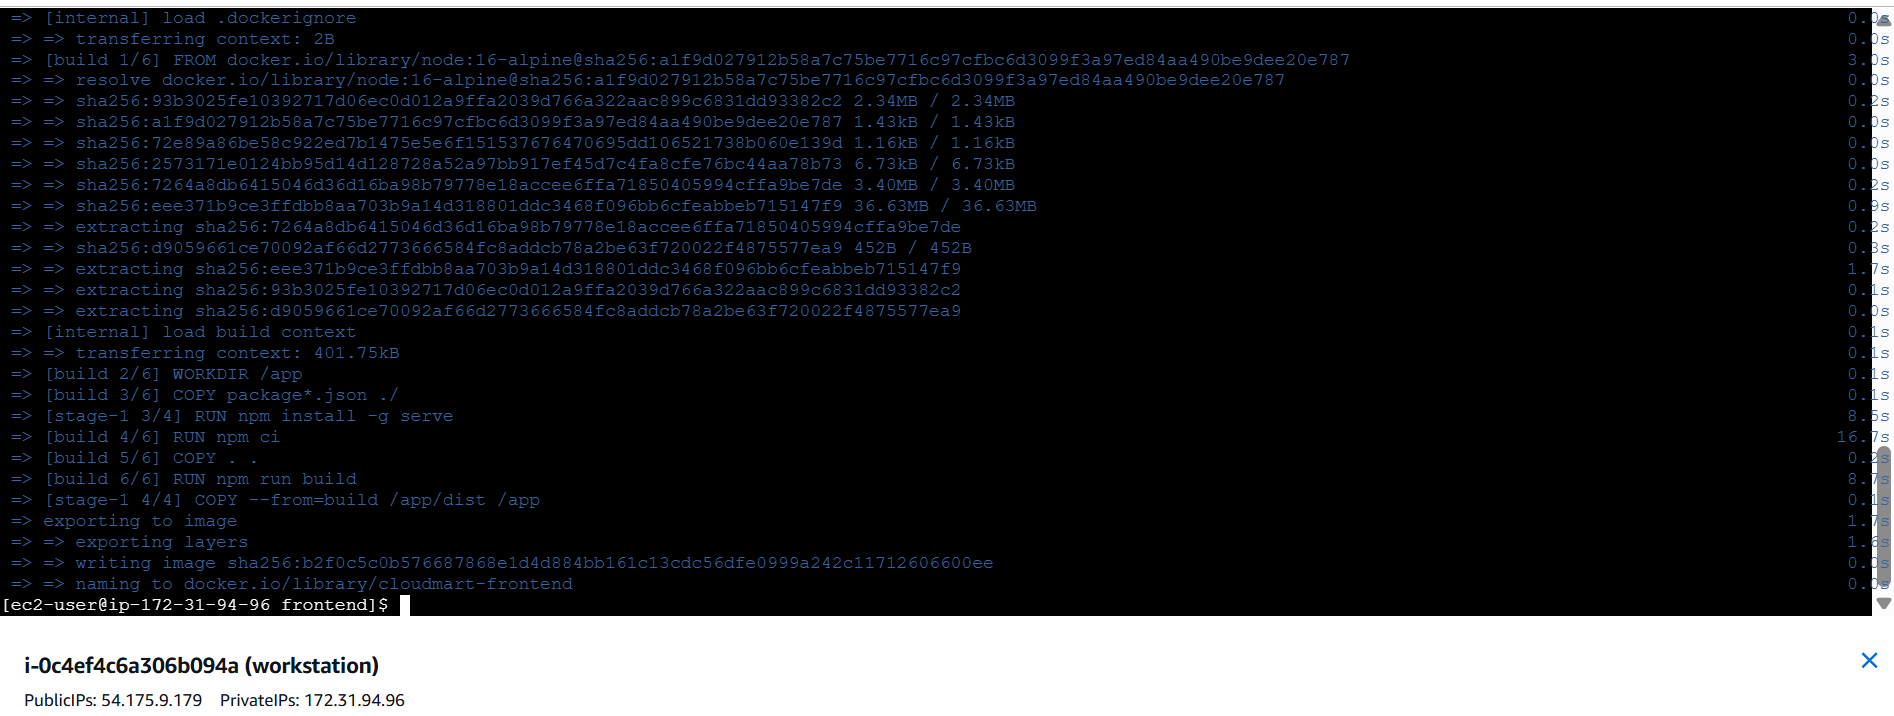 => [internal] load .dockerignore 0.0s
=> => transferring context: 2B 0.0s
=> [build 1/6] FROM docker.io/library/node:16-alpine@sha256:a1f9d027912b58a7c75be7716c97cfbc6d3099f3a97ed84aa490be9dee20e787 3.0s
=> => resolve docker.io/library/node:16-alpine@sha256:a1f9d027912b58a7c75be7716c97cfbc6d3099f3a97ed84aa490be9dee20e787 0.0s
=> => sha256:93b3025fe10392717d06ec0d012a9ffa2039d766a322aac899c6831dd93382c2 2.34MB / 2.34MB 0.2s
=> => sha256:a1f9d027912b58a7c75be7716c97cfbc6d3099f3a97ed84aa490be9dee20e787 1.43kB / 1.43kB 0.0s
=> => sha256:72e89a86be58c922ed7b1475e5e6f151537676470695dd106521738b060e139d 1.16kB / 1.16kB 0.0s
=> => sha256:2573171e0124bb95d14d128728a52a97bb917ef45d7c4fa8cfe76bc44aa78b73 6.73kB / 6.73kB 0.0s
=> => sha256:7264a8db6415046d36d16ba98b79778e18accee6ffa71850405994cffa9be7de 3.40MB / 3.40MB 0.2s
=> => sha256:eee371b9ce3ffdbb8aa703b9a14d318801ddc3468f096bb6cfeabbeb715147f9 36.63MB / 36.63MB 0.9s
=> => extracting sha256:7264a8db6415046d36d16ba98b79778e18accee6ffa71850405994cffa9be7de 0.2s
=> => sha256:d9059661ce70092af66d2773666584fc8addcb78a2be63f720022f4875577ea9 452B / 452B 0.3s
=> => extracting sha256:eee371b9ce3ffdbb8aa703b9a14d318801ddc3468f096bb6cfeabbeb715147f9 1.7s
=> => extracting sha256:93b3025fe10392717d06ec0d012a9ffa2039d766a322aac899c6831dd93382c2 0.1s
=> => extracting sha256:d9059661ce70092af66d2773666584fc8addcb78a2be63f720022f4875577ea9 0.0s
=> [internal] load build context 0.1s
=> => transferring context: 401.75kB 0.1s
=> [build 2/6] WORKDIR /app 0.1s
=> [build 3/6] COPY package*.json ./ 0.1s
=> [stage-1 3/4] RUN npm install -g serve 8.5s
=> [build 4/6] RUN npm ci 16.7s
=> [build 5/6] COPY . . 0.2s
=> [build 6/6] RUN npm run build 8.7s
=> [stage-1 4/4] COPY --from=build /app/dist /app 0.1s
=> exporting to image 1.7s
=> => exporting layers 1.6s
=> => writing image sha256:b2f0c5c0b576687868e1d4d884bb161c13cdc56dfe0999a242c11712606600ee 0.0s
=> => naming to docker.io/library/cloudmart-frontend 0.0s
[ec2-user@ip-172-31-94-96 frontend]$
i-0c4ef4c6a306b094a (workstation)
PublicIPs: 54.175.9.179 PrivateIPs: 172.31.94.96